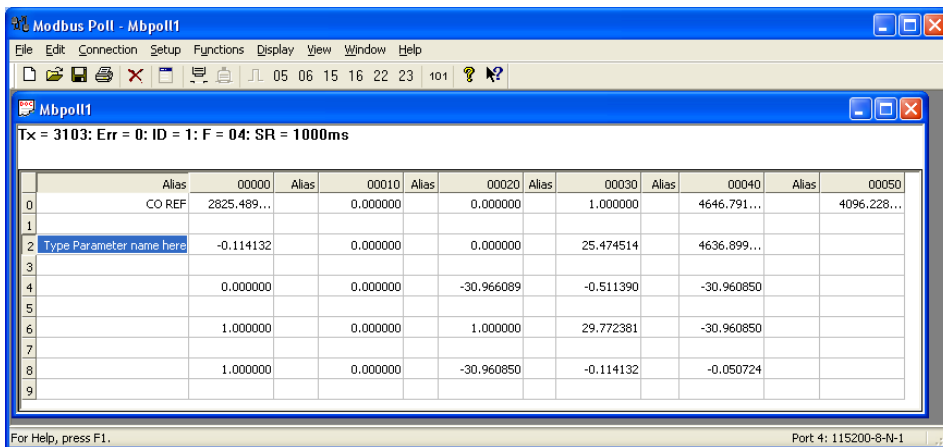 Modbus Poll - Mbpoll1
File Edit Connection Setup Functions Display View Window Help
05 06 15 16 22 23 101
Mbpoll1
Tx = 3103: Err = 0: ID = 1: F = 04: SR = 1000ms
Alias 00000 Alias 00010 Alias 00020 Alias 00030 Alias 00040 Alias 00050
0 CO REF 2825.489... 0.000000 0.000000 1.000000 4646.791... 4096.228...
1
2 Type Parameter name here -0.114132 0.000000 0.000000 25.474514 4636.899...
3
4 0.000000 0.000000 -30.966089 -0.511390 -30.960850
5
6 1.000000 0.000000 1.000000 29.772381 -30.960850
7
8 1.000000 0.000000 -30.960850 -0.114132 -0.050724
9
For Help, press F1. Port 4: 115200-8-N-1